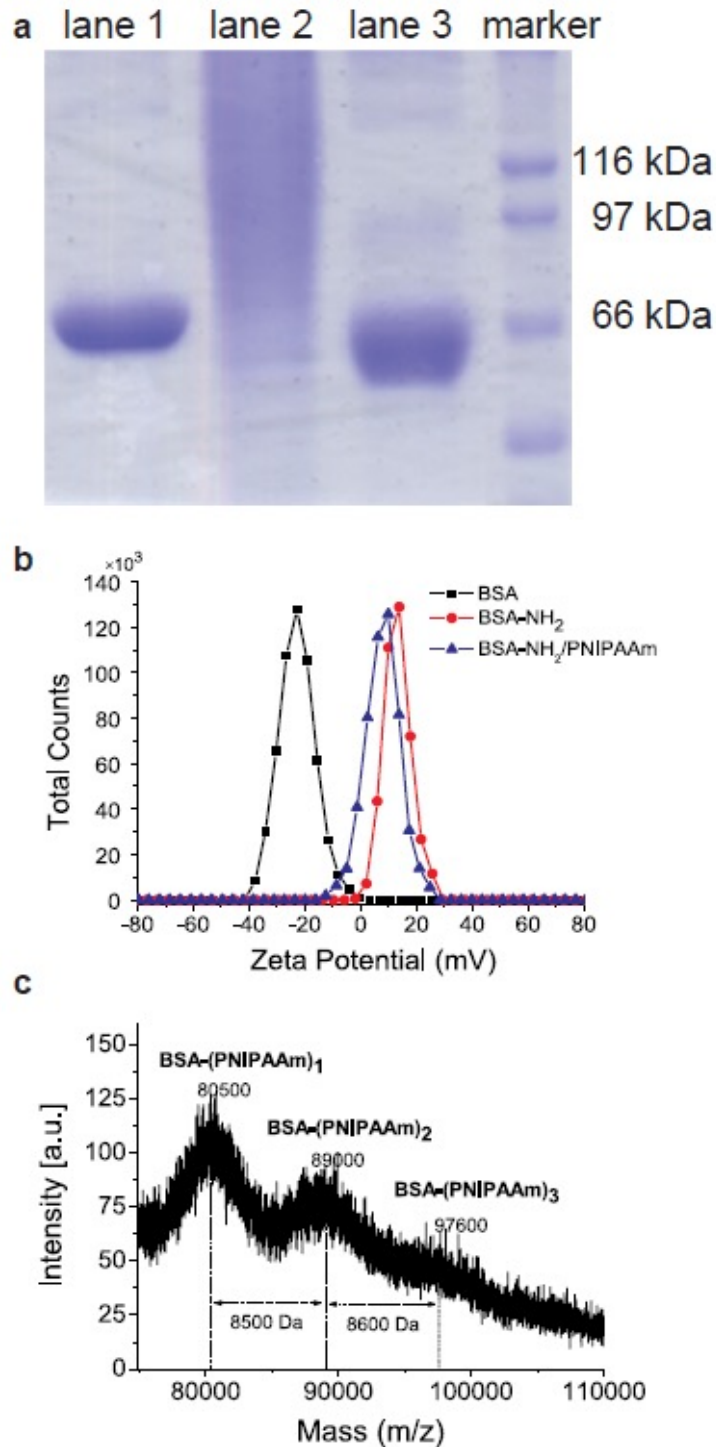 a lane 1 lane 2 lane 3 marker
116 kDa
97 kDa
66 kDa
b
×10³
140
120
100
80
60
40
20
0
Total Counts
BSA
BSA-NH₂
BSA-NH₂/PNIPAAm
-80 -60 -40 -20 0 20 40 60 80
Zeta Potential (mV)
c
150
125
100
75
50
25
0
Intensity [a.u.]
BSA-(PNIPAAm)₁
80500
BSA-(PNIPAAm)₂
89000
BSA-(PNIPAAm)₃
97600
8500 Da
8600 Da
80000 90000 100000 110000
Mass (m/z)